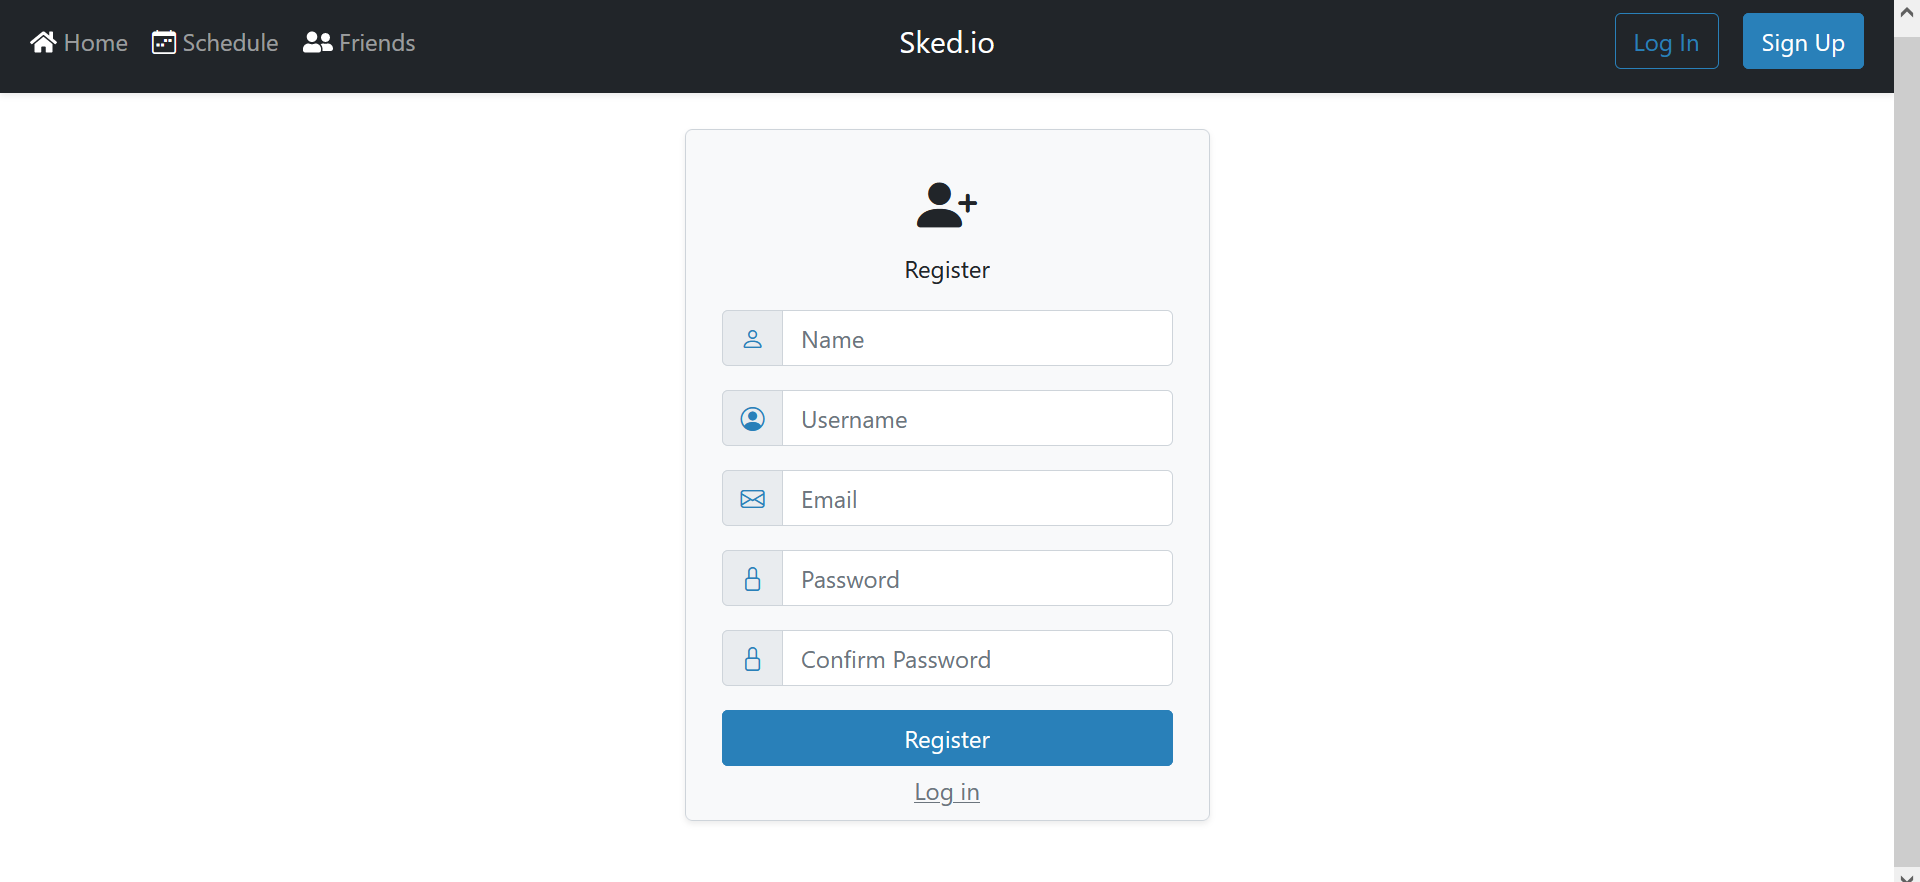 Home Schedule Friends Sked.io Log In Sign Up
Register
Name
Username
Email
Password
Confirm Password
Register
Log in